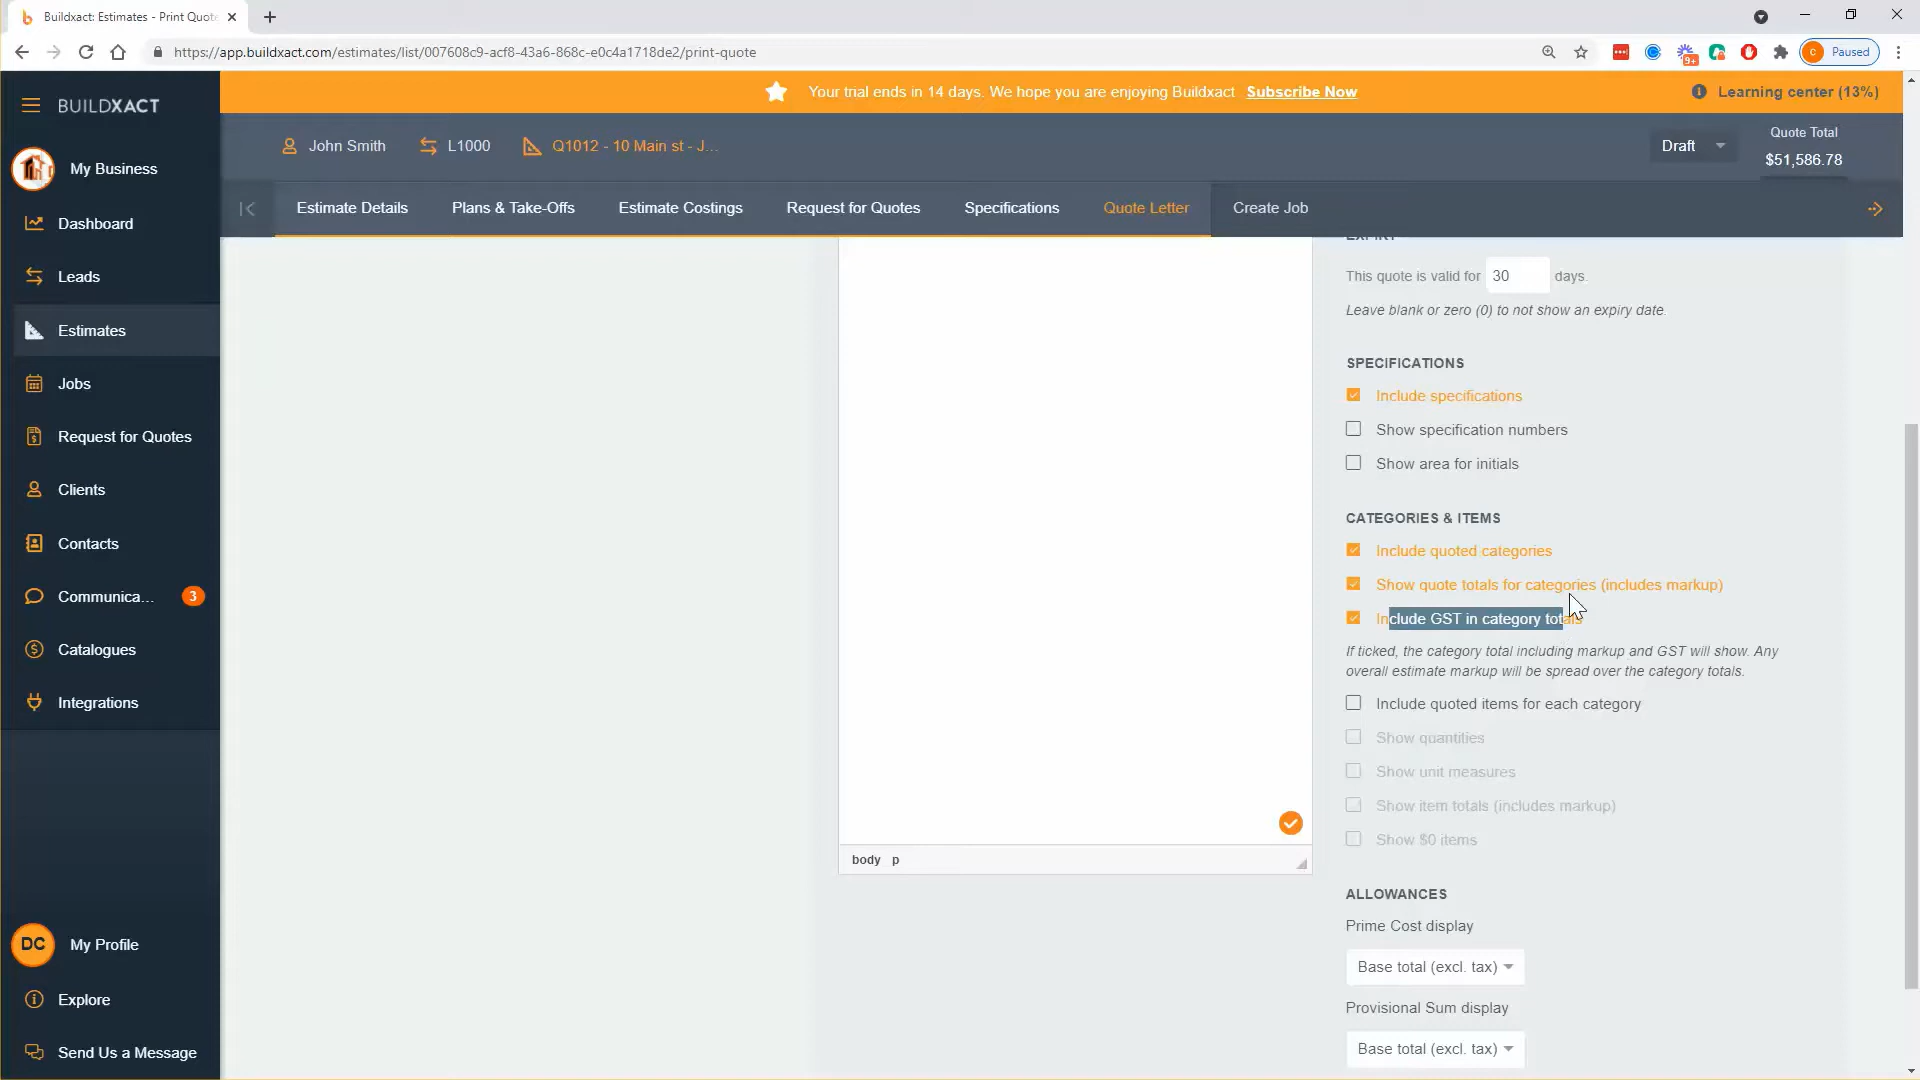 Buildxact: Estimates - Print Quote
https://app.buildxact.com/estimates/list/007608c9-acf8-43a6-868c-e0c4a1718de2/print-quote
9+
C
Paused
BUILDXACT
Your trial ends in 14 days. We hope you are enjoying Buildxact Subscribe Now
Learning center (13%)
John Smith
L1000
Q1012 - 10 Main st - J...
Draft
Quote Total
$51,586.78
My Business
Dashboard
Leads
Estimates
Jobs
Request for Quotes
Clients
Contacts
Communica...
3
Catalogues
Integrations
DC
My Profile
Explore
Send Us a Message
Estimate Details
Plans & Take-Offs
Estimate Costings
Request for Quotes
Specifications
Quote Letter
Create Job
body p
EXPIRY
This quote is valid for 30 days.
Leave blank or zero (0) to not show an expiry date.
SPECIFICATIONS
Include specifications
Show specification numbers
Show area for initials
CATEGORIES & ITEMS
Include quoted categories
Show quote totals for categories (includes markup)
Include GST in category totals
If ticked, the category total including markup and GST will show. Any
overall estimate markup will be spread over the category totals.
Include quoted items for each category
Show quantities
Show unit measures
Show item totals (includes markup)
Show $0 items
ALLOWANCES
Prime Cost display
Base total (excl. tax)
Provisional Sum display
Base total (excl. tax)